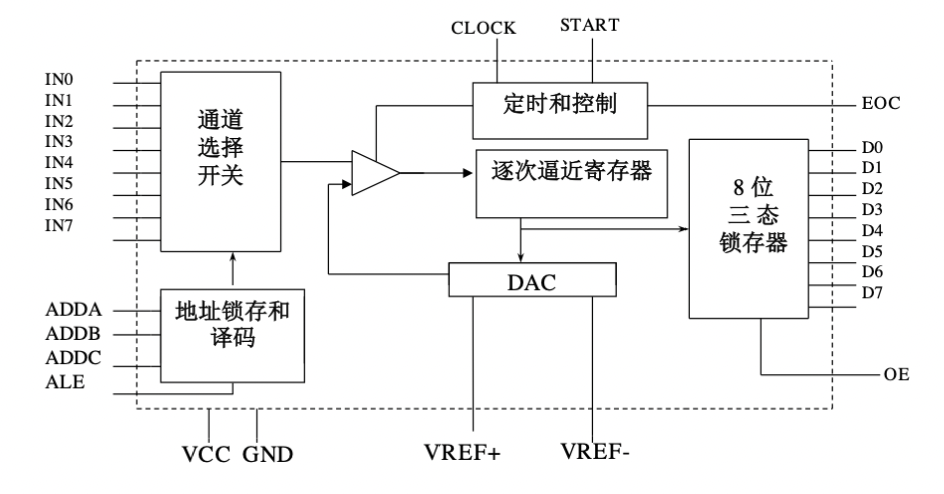 CLOCK
START
IN0
IN1
IN2
IN3
IN4
IN5
IN6
IN7
通道
选择
开关
定时和控制
EOC
逐次逼近寄存器
8 位
三 态
锁存器
D0
D1
D2
D3
D4
D5
D6
D7
DAC
ADDA
ADDB
ADDC
ALE
地址锁存和
译码
OE
VCC
GND
VREF+
VREF-